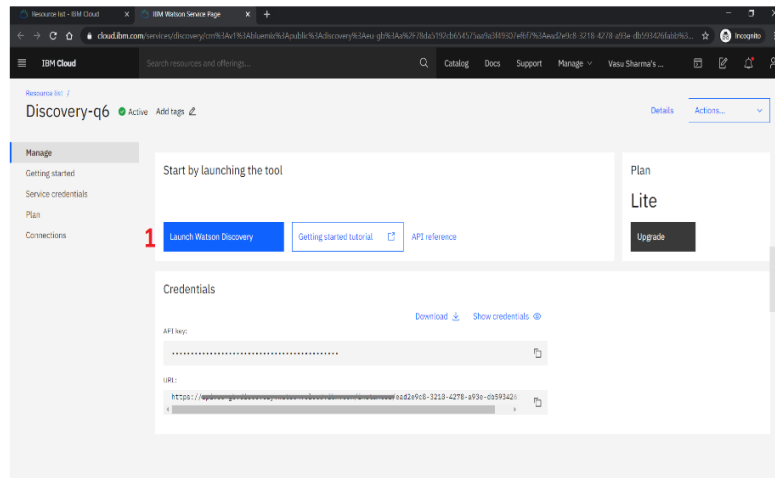 Resource list - IBM Cloud
IBM Watson Service Page
Incognito
IBM Cloud
Search resources and offerings...
Catalog
Docs
Support
Manage
Vasu Sharma's ...
Resource list /
Discovery-q6
Active
Add tags
Details
Actions...
Manage
Getting started
Service credentials
Plan
Connections
Start by launching the tool
1
Launch Watson Discovery
Getting started tutorial
API reference
Plan
Lite
Upgrade
Credentials
Download
Show credentials
API key:
URL:
https://